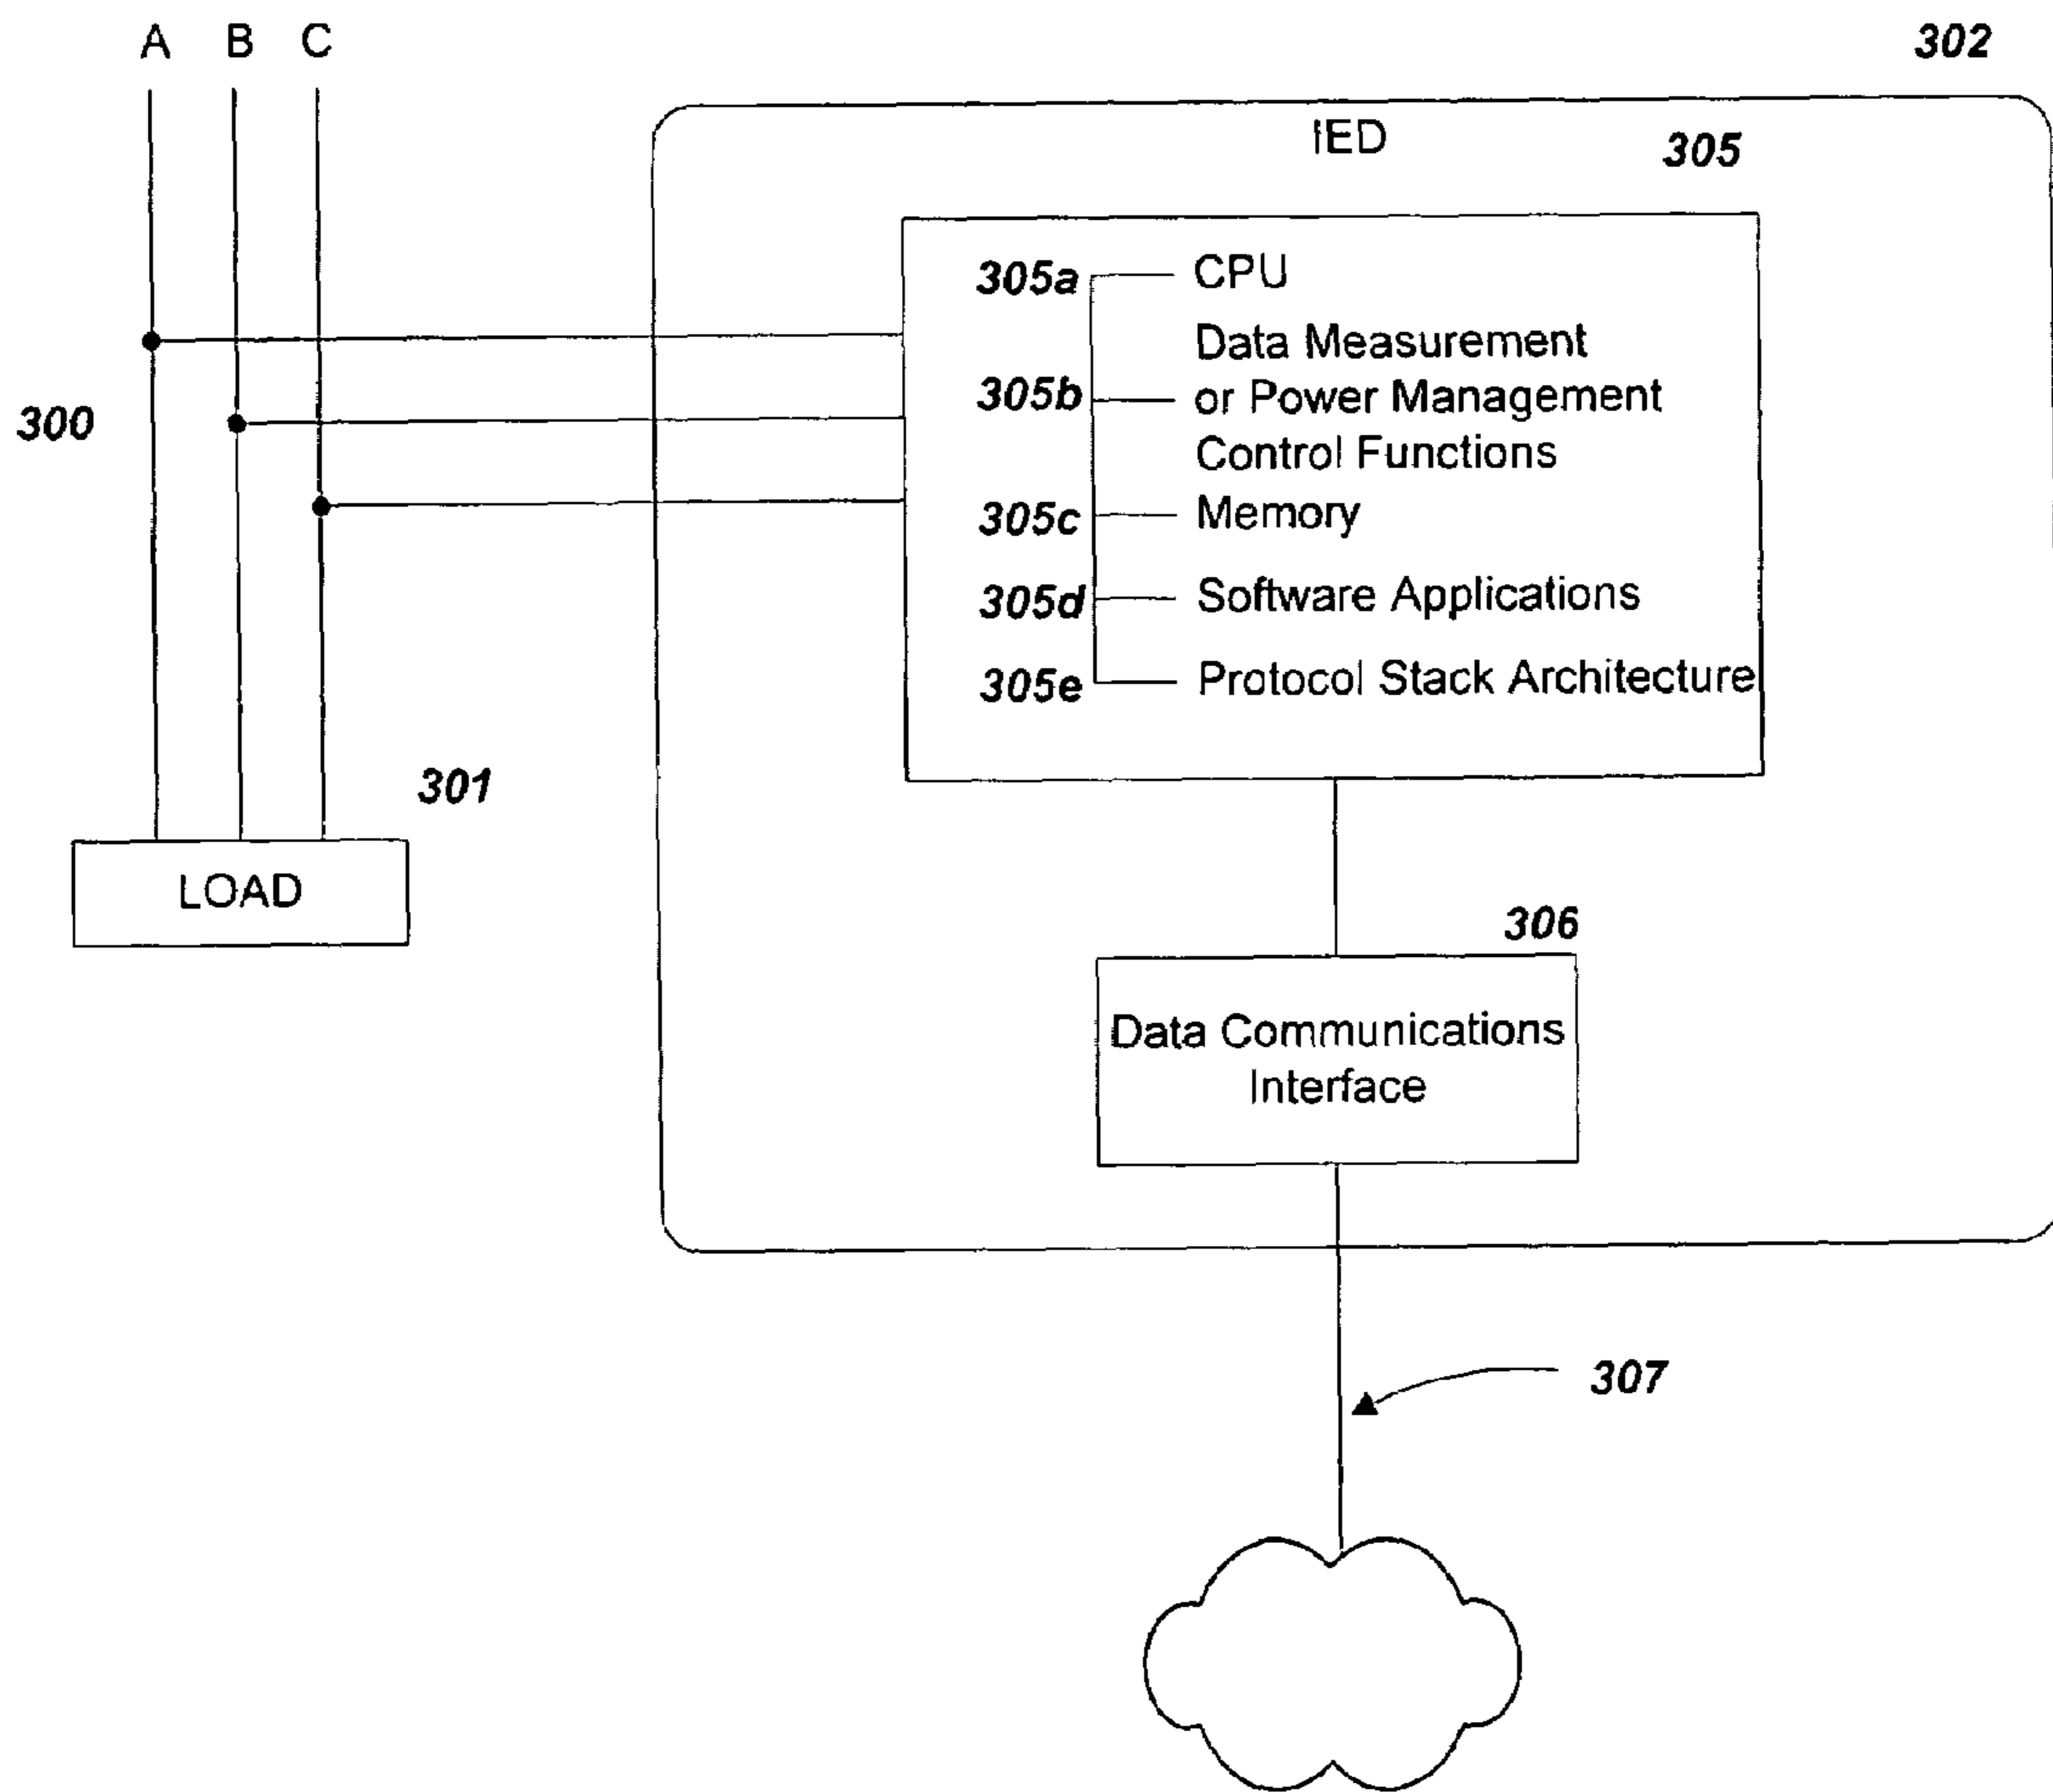 A B C
302
IED
305
305a CPU
Data Measurement
305b or Power Management
Control Functions
300
305c Memory
305d Software Applications
305e Protocol Stack Architecture
301
LOAD
306
Data Communications
Interface
307